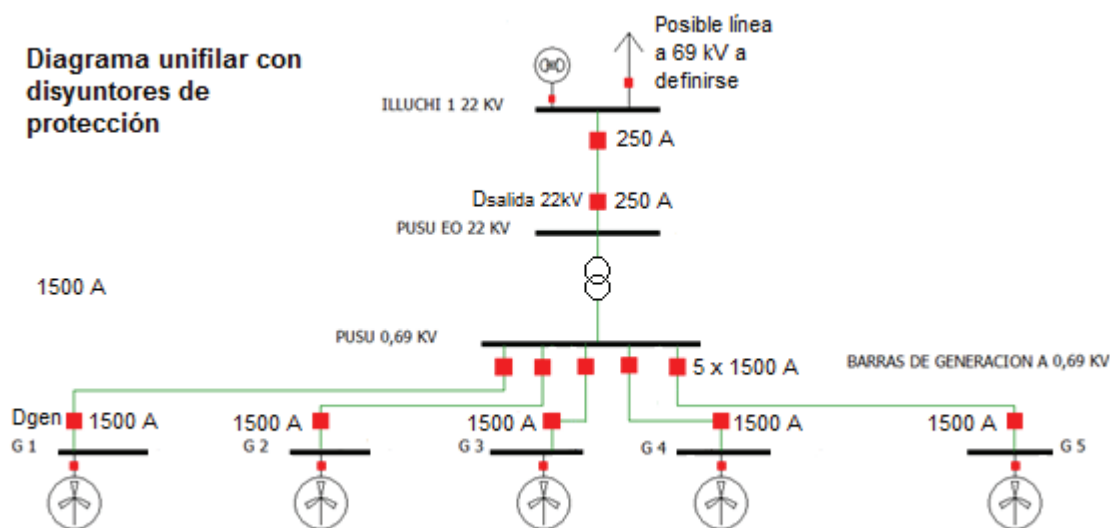 Diagrama unifilar con
disyuntores de
protección
Posible línea
a 69 kV a
definirse
ILLUCHI 1 22 KV
250 A
Dsalida 22kV
250 A
PUSU EO 22 KV
1500 A
PUSU 0,69 KV
5 x 1500 A
BARRAS DE GENERACION A 0,69 KV
Dgen
1500 A
1500 A
1500 A
1500 A
1500 A
G 1
G 2
G 3
G 4
G 5